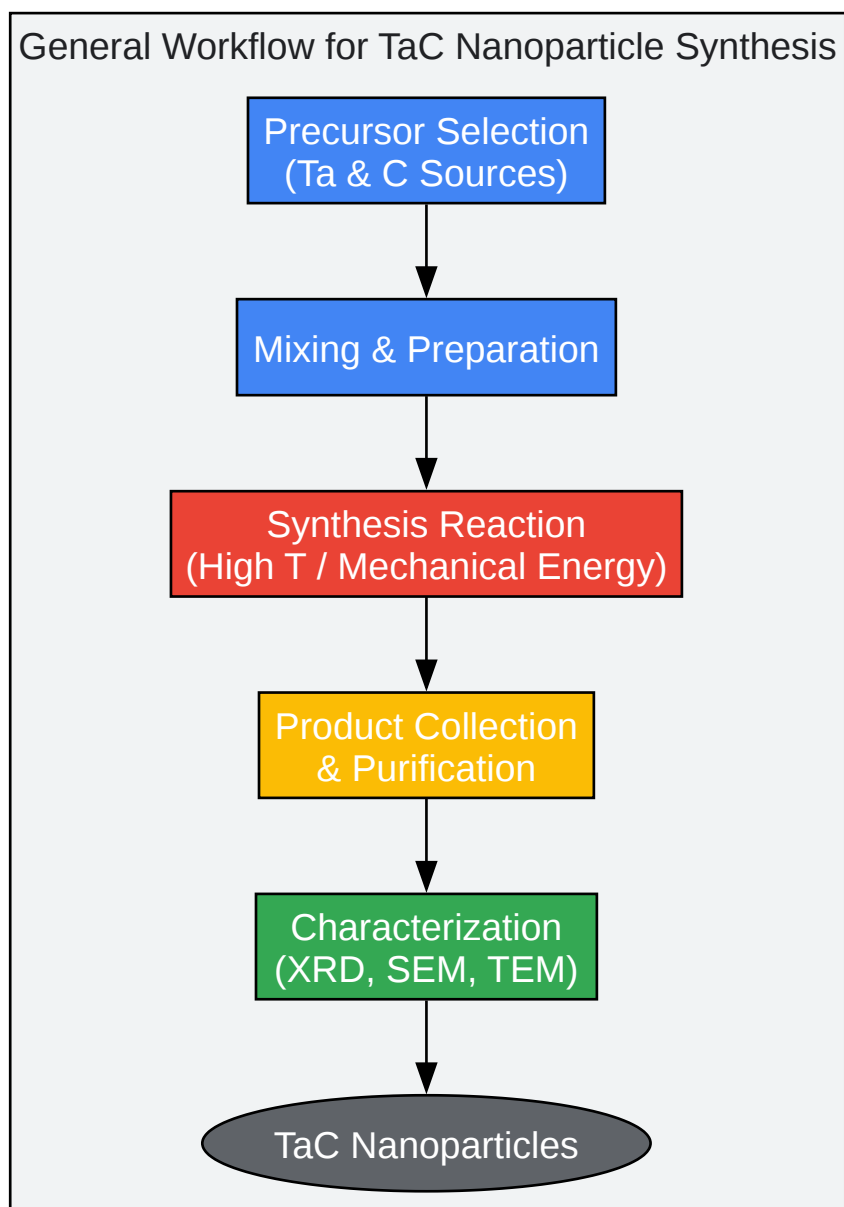 General Workflow for TaC Nanoparticle Synthesis
Precursor Selection
(Ta & C Sources)
Mixing & Preparation
Synthesis Reaction
(High T / Mechanical Energy)
Product Collection
& Purification
Characterization
(XRD, SEM, TEM)
TaC Nanoparticles